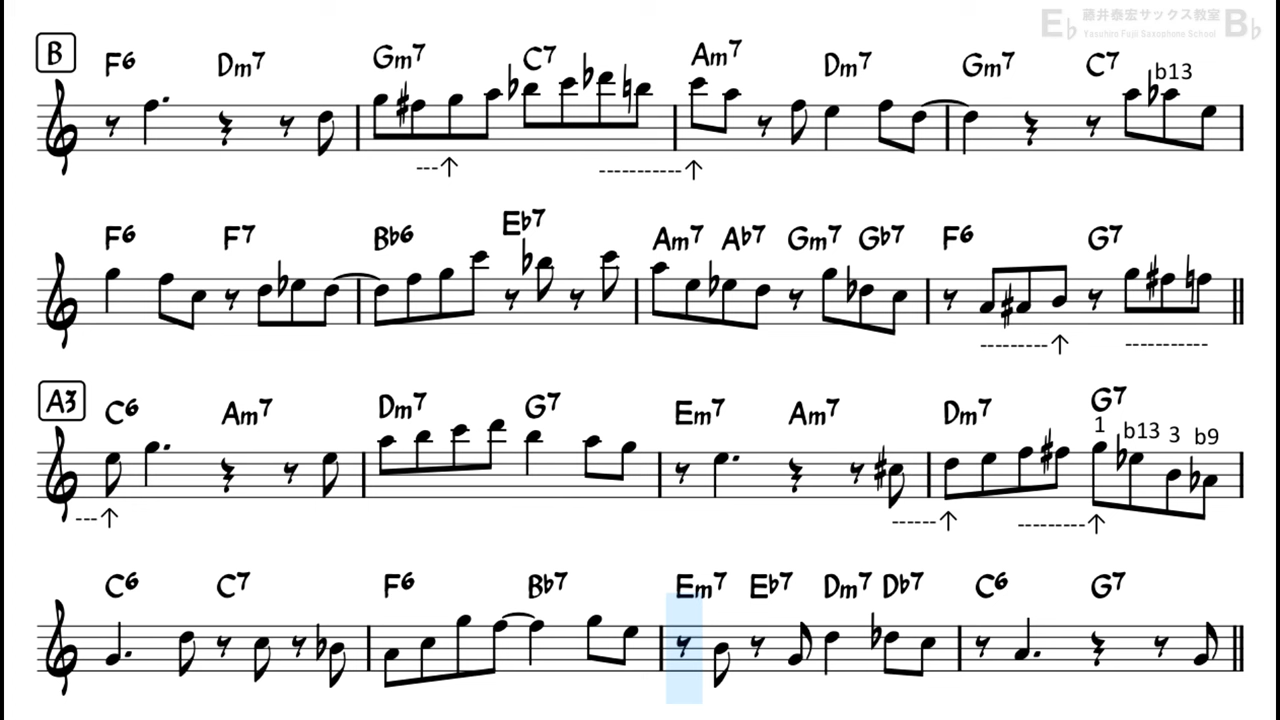 E♭ 藤井泰宏サックス教室 B♭
Yasuhiro Fujii Saxophone School
B
F6 Dm7 Gm7 C7 Am7 Dm7 Gm7 C7 b13
F6 F7 B♭6 E♭7 Am7 A♭7 Gm7 G♭7 F6 G7
A3
C6 Am7 Dm7 G7 Em7 Am7 Dm7 G7
1 b13 3 b9
C6 C7 F6 B♭7 Em7 E♭7 Dm7 D♭7 C6 G7